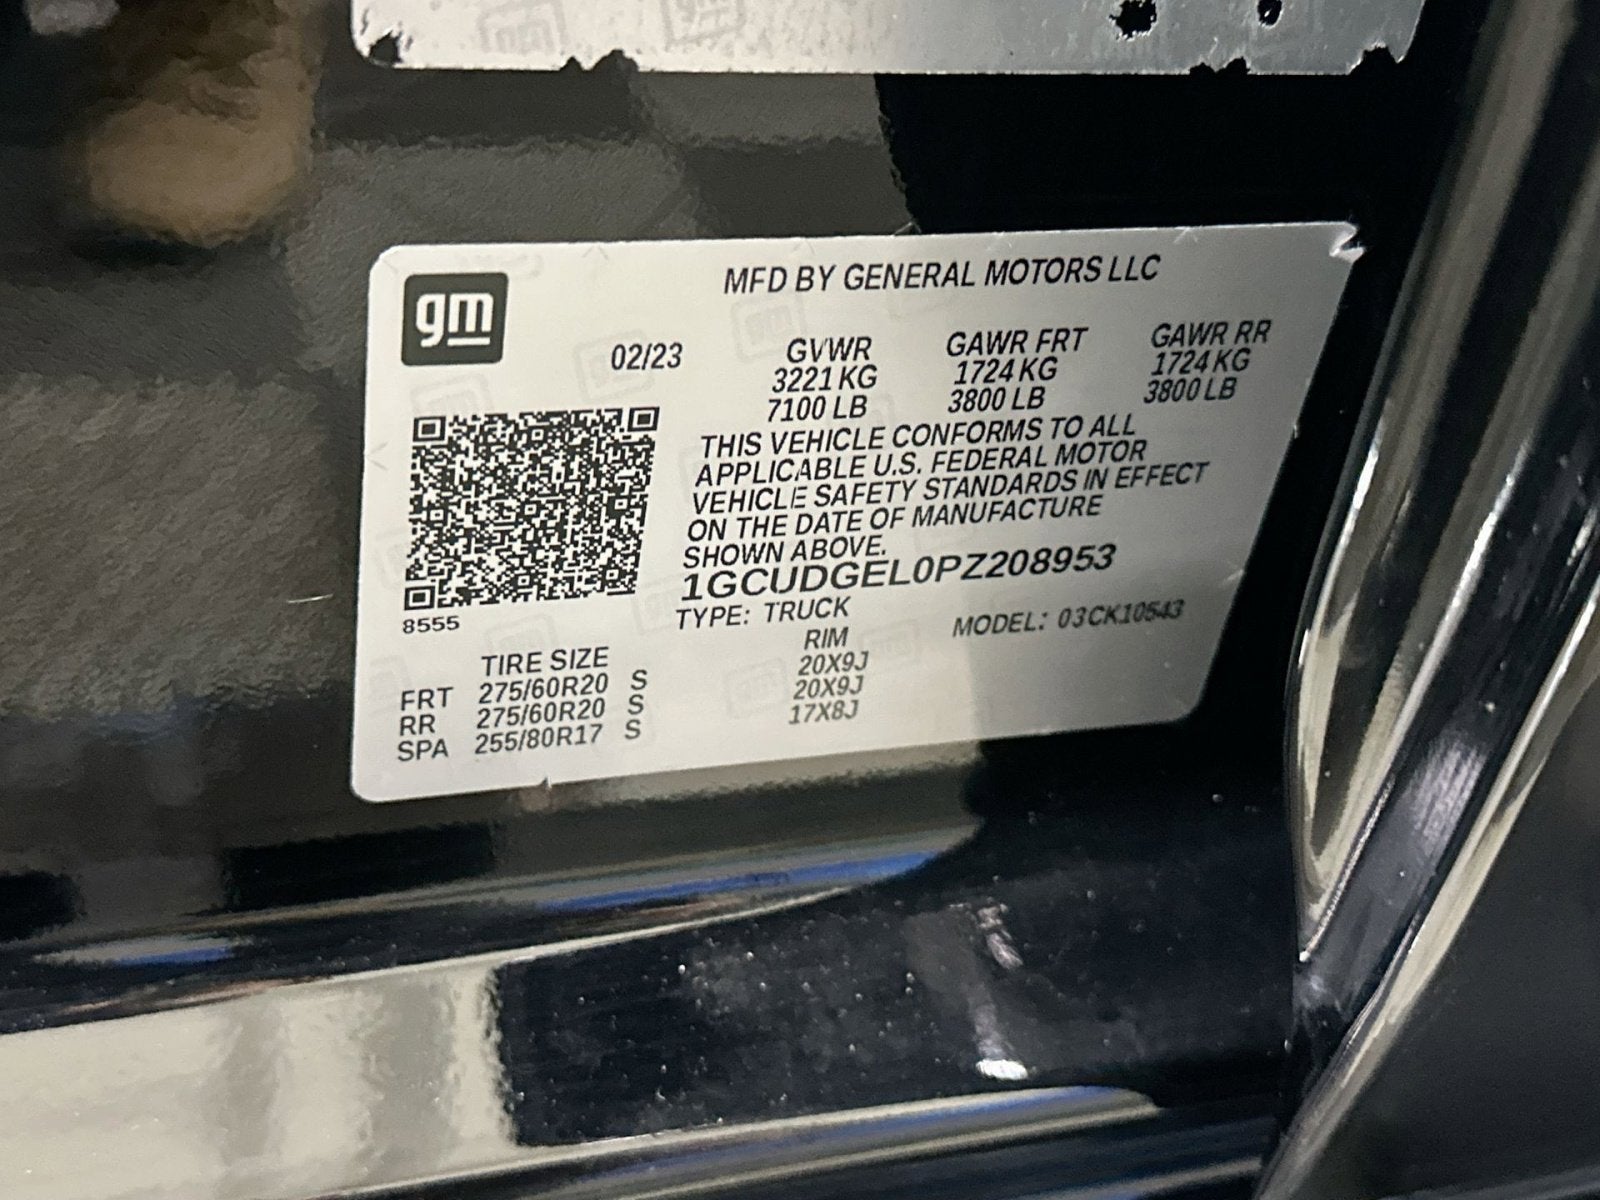 gm
MFD BY GENERAL MOTORS LLC
02/23
GVWR GAWR FRT GAWR RR
3221 KG 1724 KG 1724 KG
7100 LB 3800 LB 3800 LB
THIS VEHICLE CONFORMS TO ALL
APPLICABLE U.S. FEDERAL MOTOR
VEHICLE SAFETY STANDARDS IN EFFECT
ON THE DATE OF MANUFACTURE
SHOWN ABOVE.
1GCUDGEL0PZ208953
TYPE: TRUCK MODEL: 03CK10543
8555
TIRE SIZE RIM
FRT 275/60R20 S 20X9J
RR 275/60R20 S 20X9J
SPA 255/80R17 S 17X8J